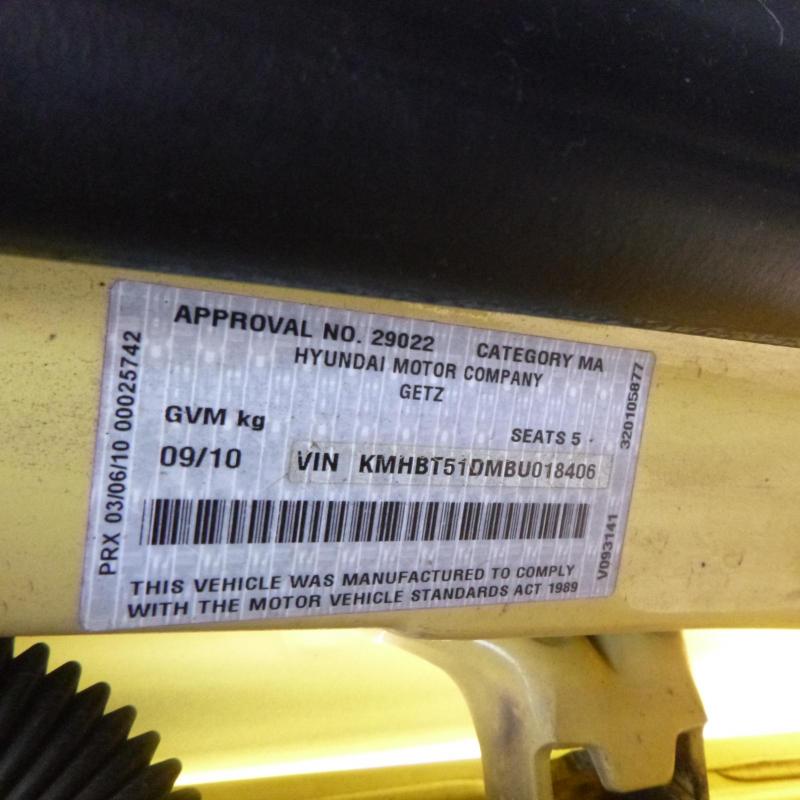 APPROVAL NO. 29022 CATEGORY MA
HYUNDAI MOTOR COMPANY
GETZ
GVM kg
SEATS 5
09/10 VIN KMHBT51DMBU018406
THIS VEHICLE WAS MANUFACTURED TO COMPLY
WITH THE MOTOR VEHICLE STANDARDS ACT 1989
PRX 03/06/10 00025742
320105877
V093141